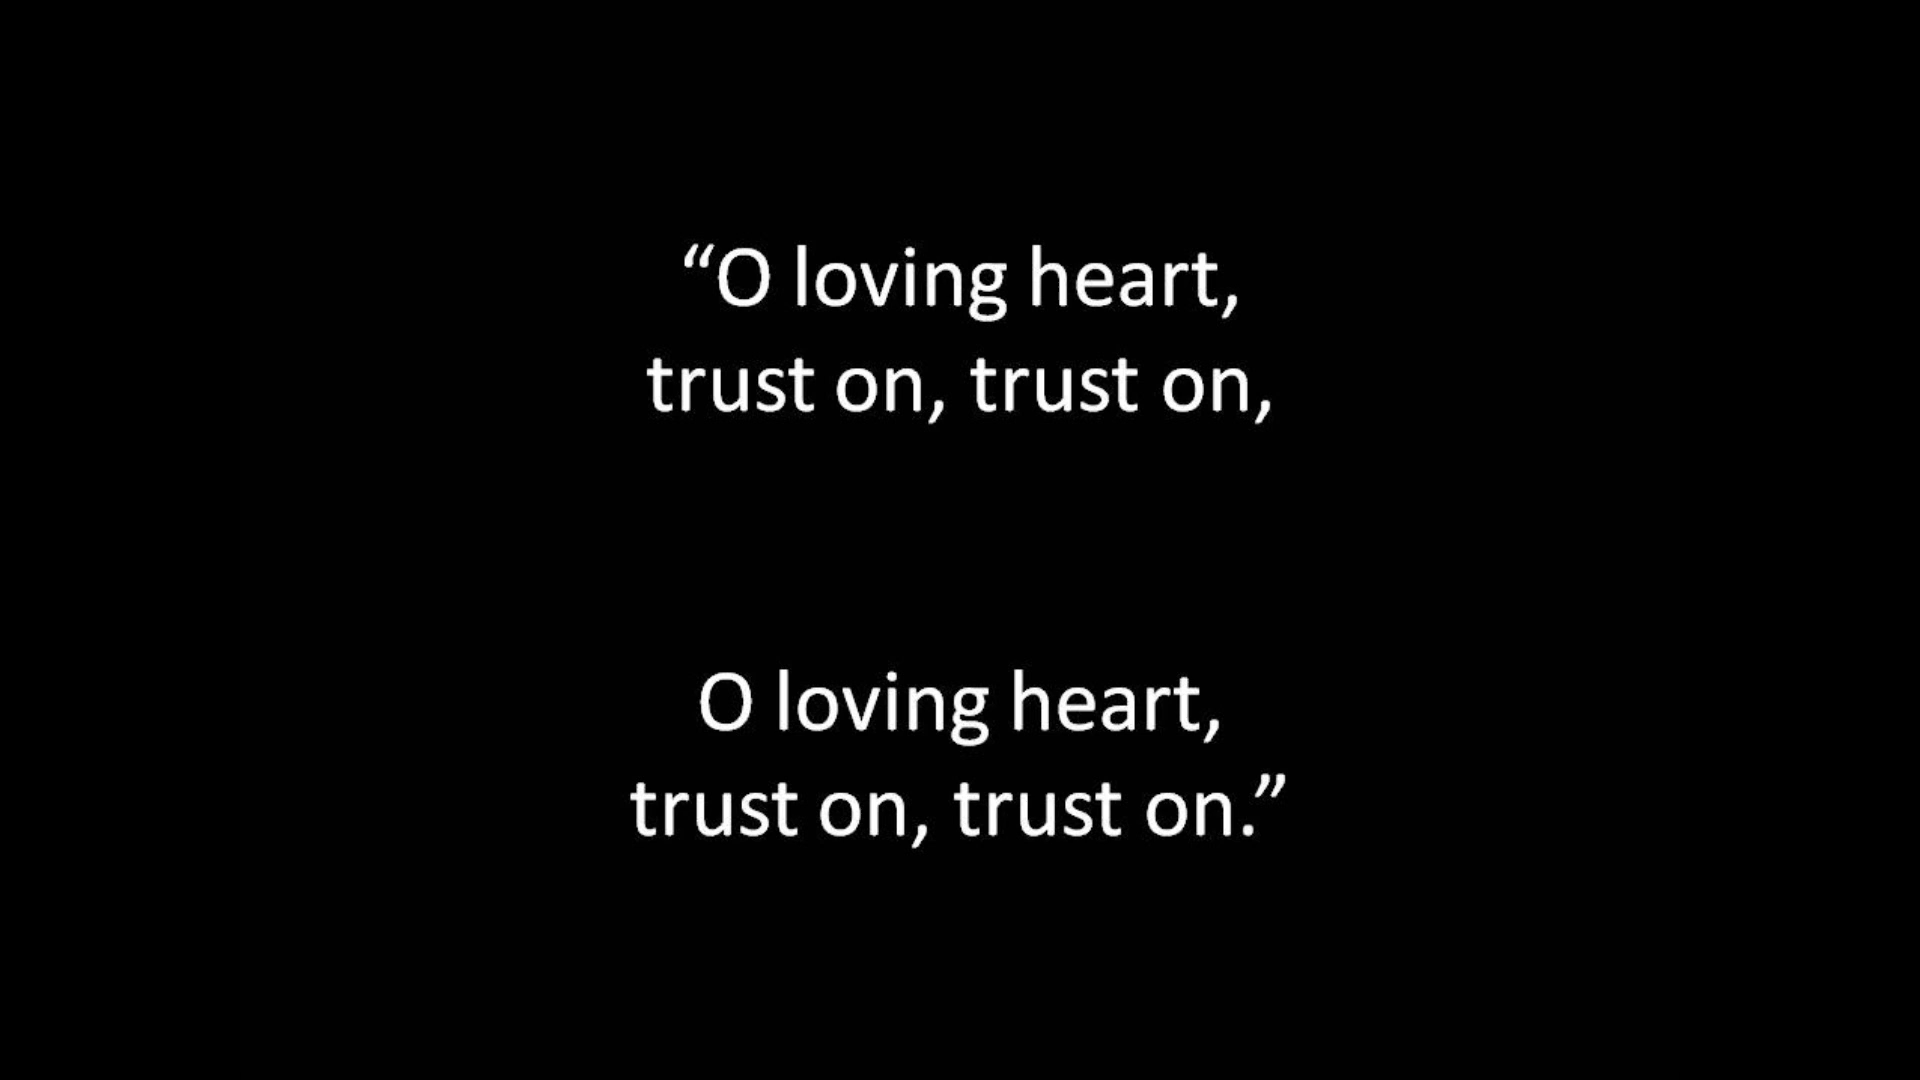 “O loving heart,
trust on, trust on,
O loving heart,
trust on, trust on.”